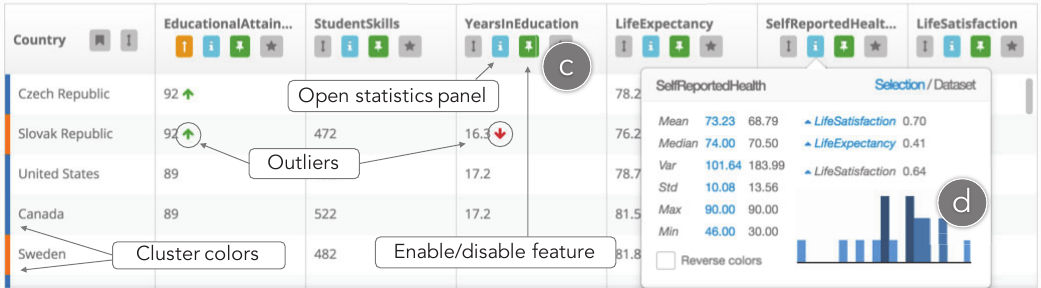 Country EducationalAttain... StudentSkills YearsInEducation LifeExpectancy SelfReportedHealt... LifeSatisfaction
c
Czech Republic 92 78.2
Open statistics panel
Slovak Republic 92 472 16.3 76.2
Outliers
United States 89 17.2 78.7
Canada 89 522 17.2 81.5
Sweden 482 81.8
Cluster colors
Enable/disable feature
SelfReportedHealth Selection / Dataset
Mean 73.23 68.79 LifeSatisfaction 0.70
Median 74.00 70.50 LifeExpectancy 0.41
Var 101.64 183.99 LifeSatisfaction 0.64
Std 10.08 13.56
Max 90.00 90.00
Min 46.00 30.00
Reverse colors
d